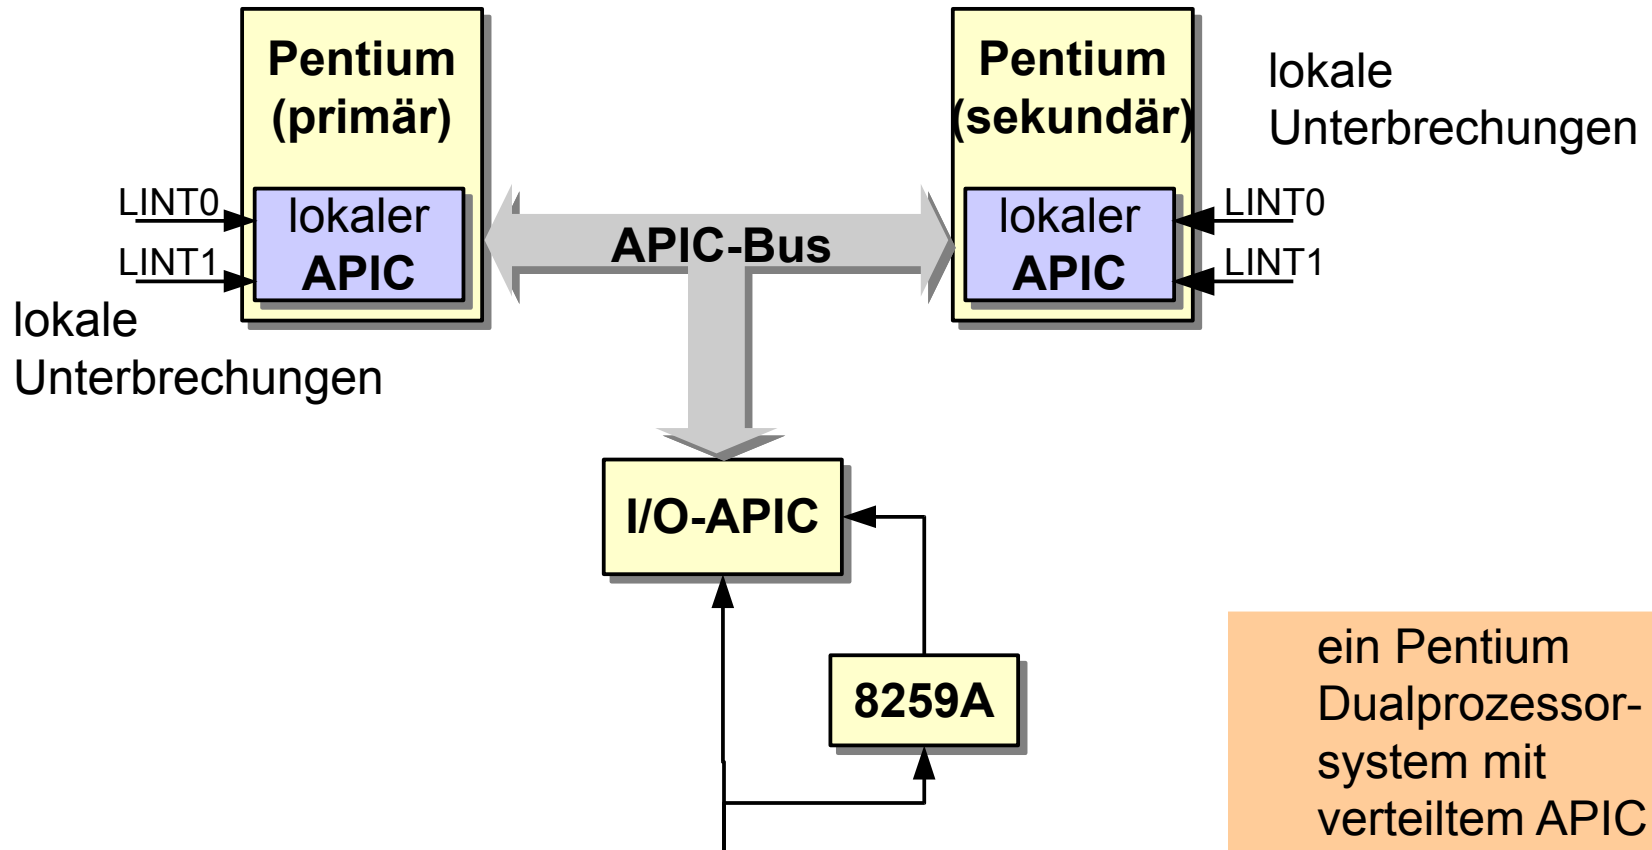 Pentium
(primär)
Pentium
(sekundär)
lokale
Unterbrechungen
LINT0
LINT1
lokaler
APIC
APIC-Bus
lokaler
APIC
LINT0
LINT1
lokale
Unterbrechungen
I/O-APIC
8259A
ein Pentium
Dualprozessor-
system mit
verteiltem APIC